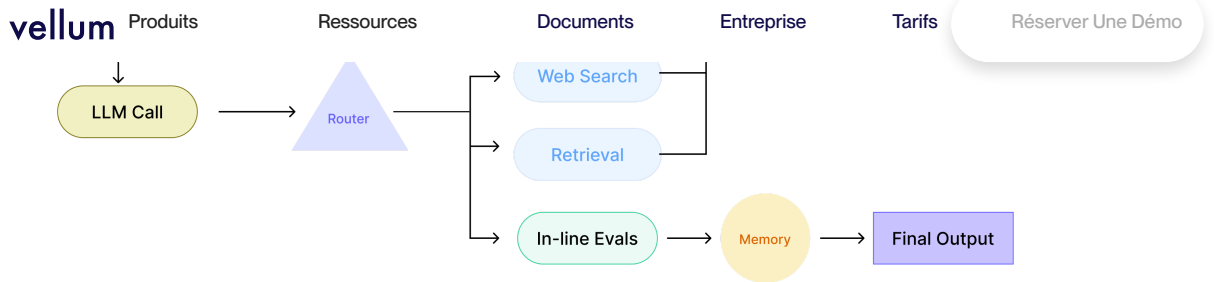 vellum
Produits
Ressources
Documents
Entreprise
Tarifs
Réserver Une Démo
Web Search
LLM Call
Router
Retrieval
In-line Evals
Memory
Final Output